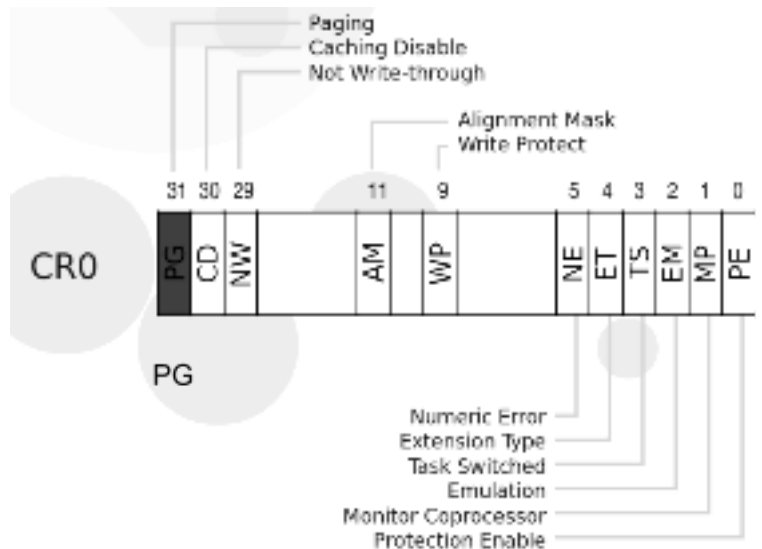 Paging
Caching Disable
Not Write-through
Alignment Mask
Write Protect
31 30 29 11 9 5 4 3 2 1 0
CR0 PG CD NW AM WP NE ET TS EM MP PE
PG
Numeric Error
Extension Type
Task Switched
Emulation
Monitor Coprocessor
Protection Enable